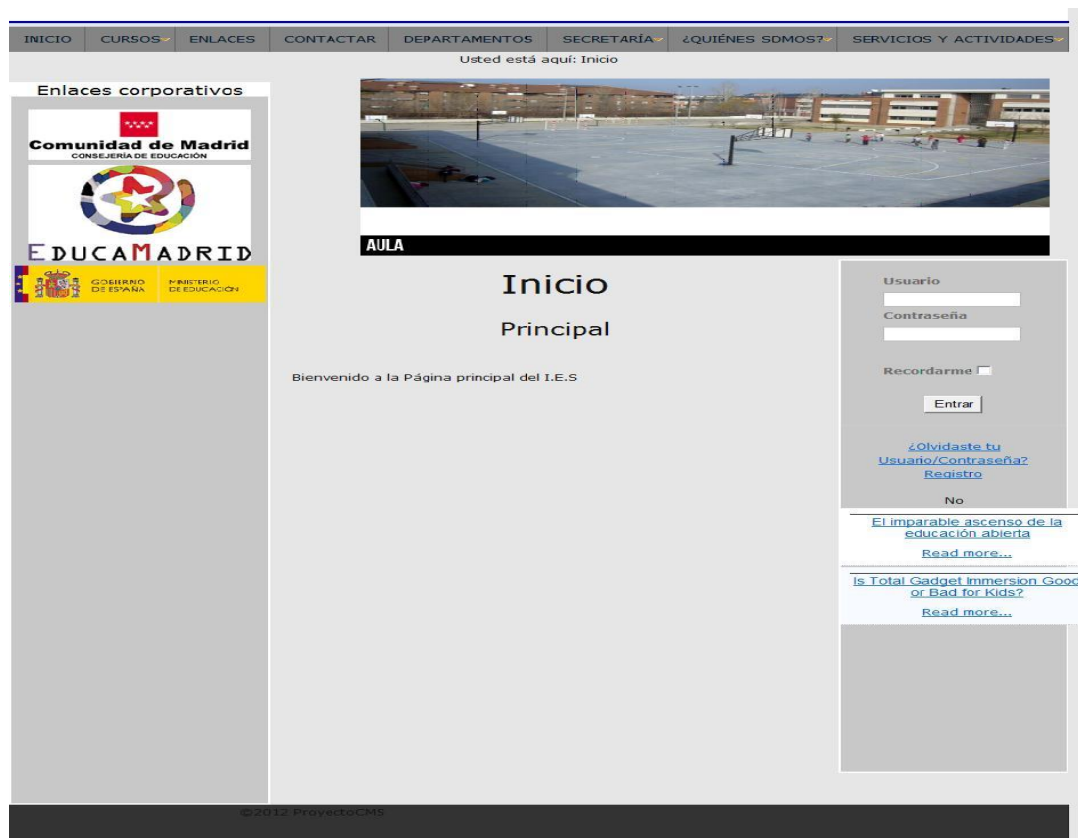 INICIO CURSOS ENLACES CONTACTAR DEPARTAMENTOS SECRETARÍA ¿QUIÉNES SDMOS? SERVICIOS Y ACTIVIDADES
Usted está aquí: Inicio
Enlaces corporativos
Comunidad de Madrid
CONSEJERÍA DE EDUCACIÓN
EDUCAMADRID
GOBIERNO DE ESPAÑA
MINISTERIO DE EDUCACIÓN
AULA
Inicio
Principal
Bienvenido a la Página principal del I.E.S
Usuario
Contraseña
Recordarme
Entrar
¿Olvidaste tu
Usuario/Contraseña?
Registro
No
El imparable ascenso de la
educación abierta
Read more...
Is Total Gadget Immersion Good
or Bad for Kids?
Read more...
©2012 ProyectoCMS